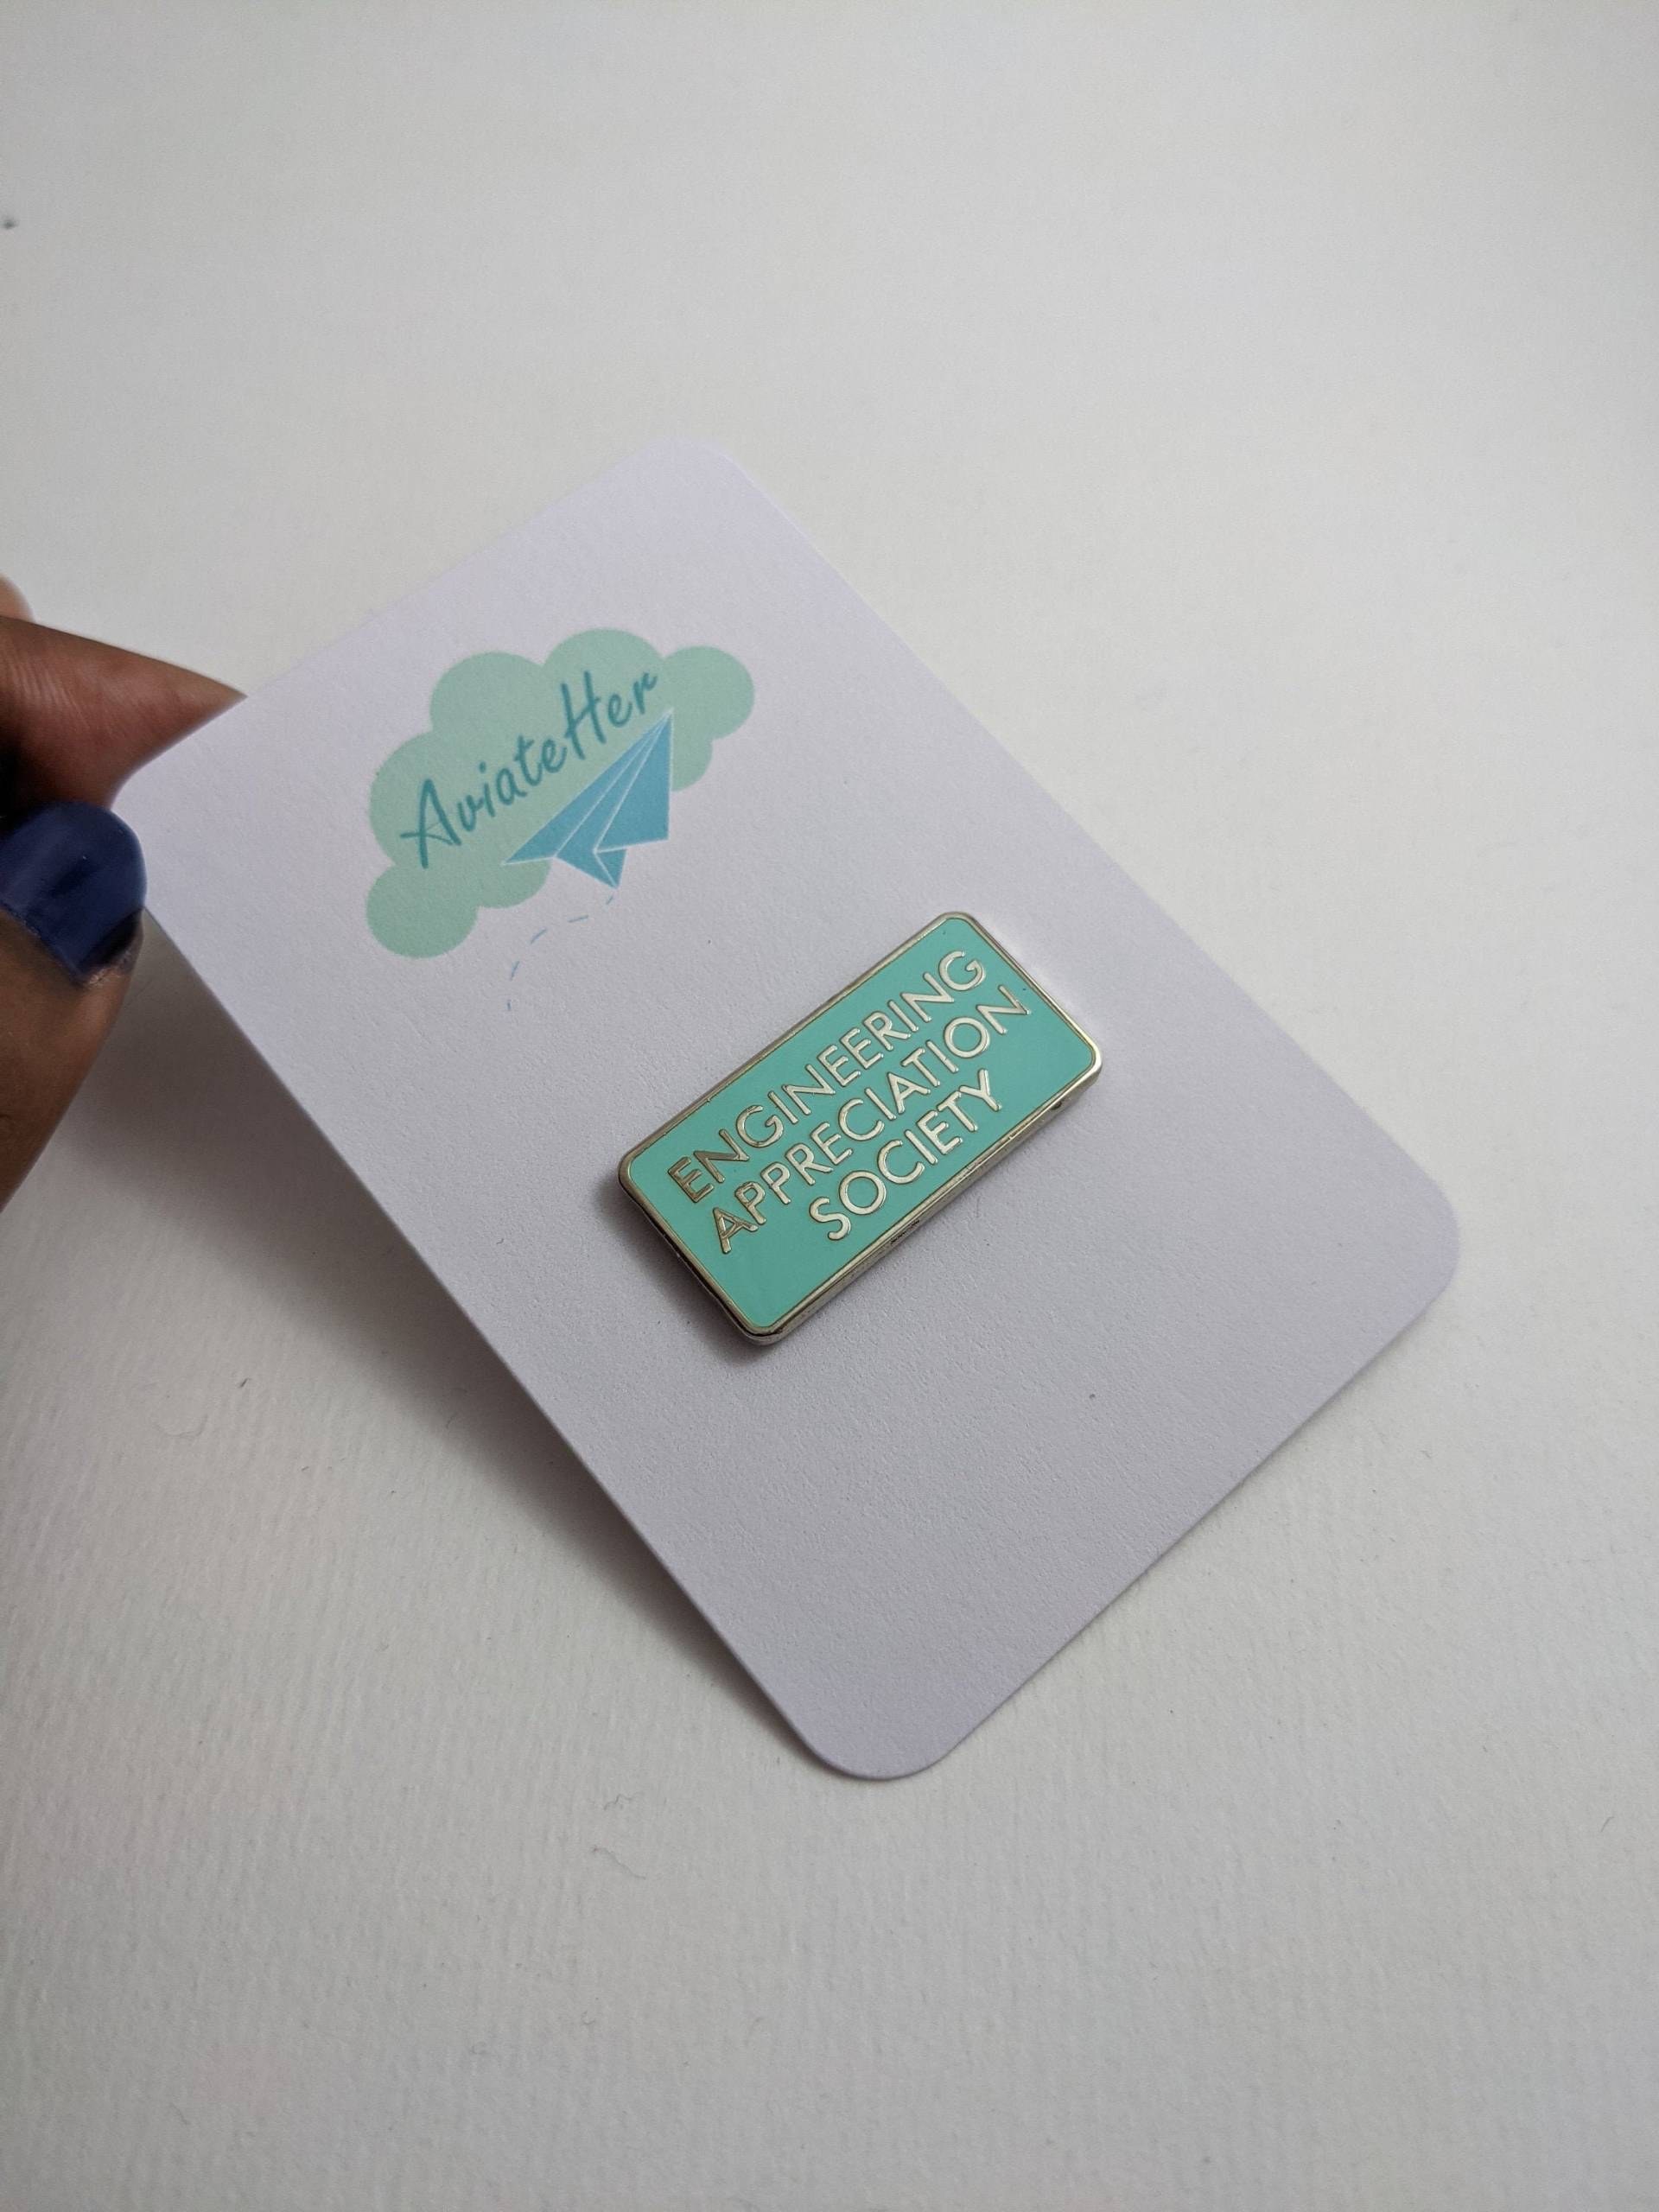 AviateHer
ENGINEERING
APPRECIATION
SOCIETY